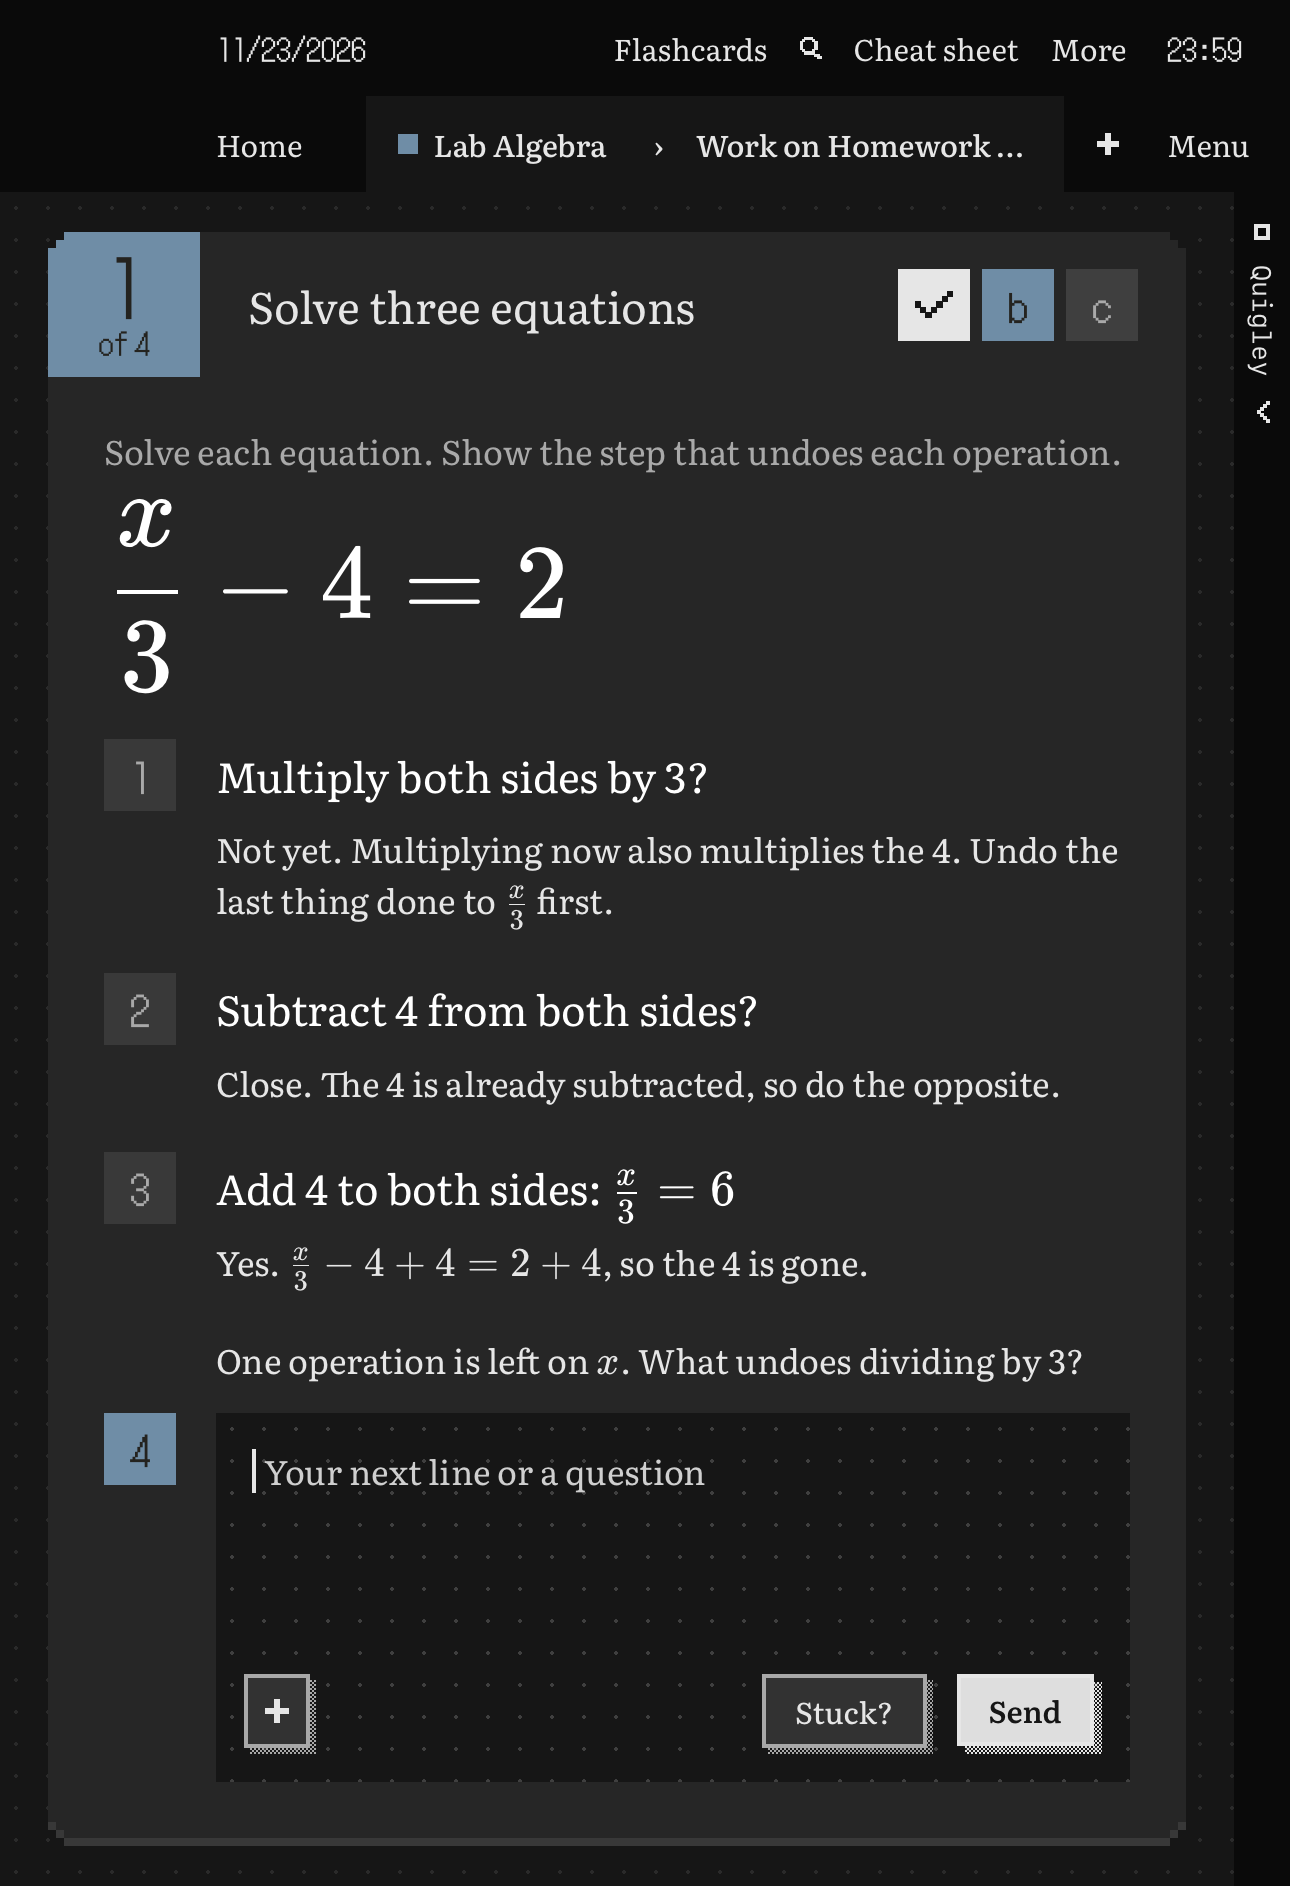 11/23/2026 Flashcards Cheat sheet More 23:59
Home Lab Algebra › Work on Homework ... + Menu
Quigley
1
of 4
Solve three equations
b c
Solve each equation. Show the step that undoes each operation.
x/3 − 4 = 2
1 Multiply both sides by 3?
Not yet. Multiplying now also multiplies the 4. Undo the
last thing done to x/3 first.
2 Subtract 4 from both sides?
Close. The 4 is already subtracted, so do the opposite.
3 Add 4 to both sides: x/3 = 6
Yes. x/3 − 4 + 4 = 2 + 4, so the 4 is gone.
One operation is left on x. What undoes dividing by 3?
4 Your next line or a question
+ Stuck? Send